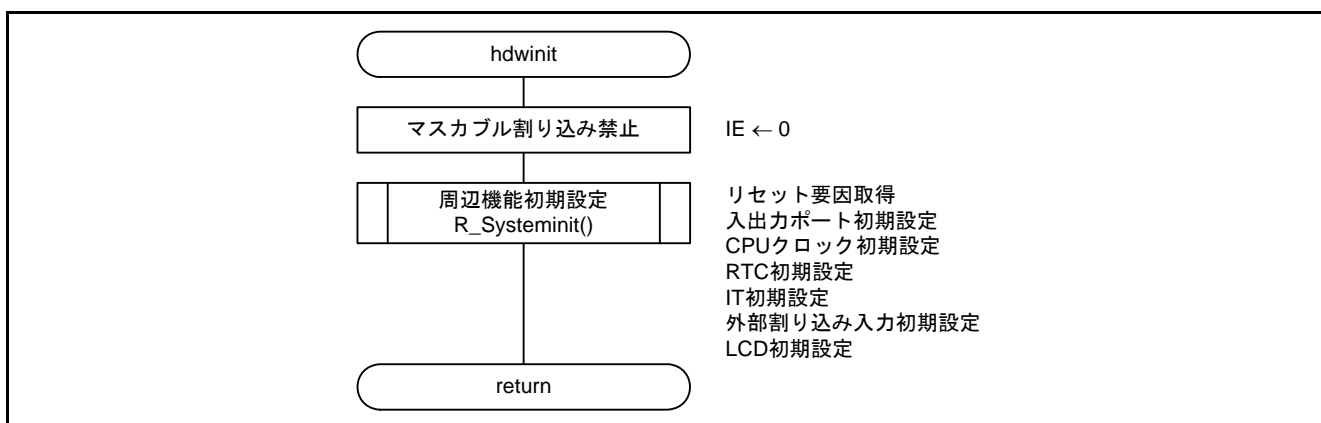 hdwinit
マスカブル割り込み禁止
IE ← 0
周辺機能初期設定
R_Systeminit()
リセット要因取得
入出力ポート初期設定
CPUクロック初期設定
RTC初期設定
IT初期設定
外部割り込み入力初期設定
LCD初期設定
return